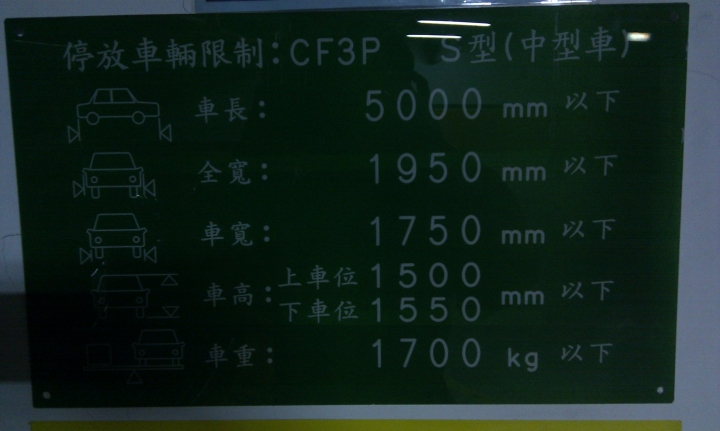 停放車輛限制:CF3P S型(中型車)
車長: 5000 mm 以下
全寬: 1950 mm 以下
車寬: 1750 mm 以下
車高: 上車位 1500 mm 以下
下車位 1550
車重: 1700 kg 以下